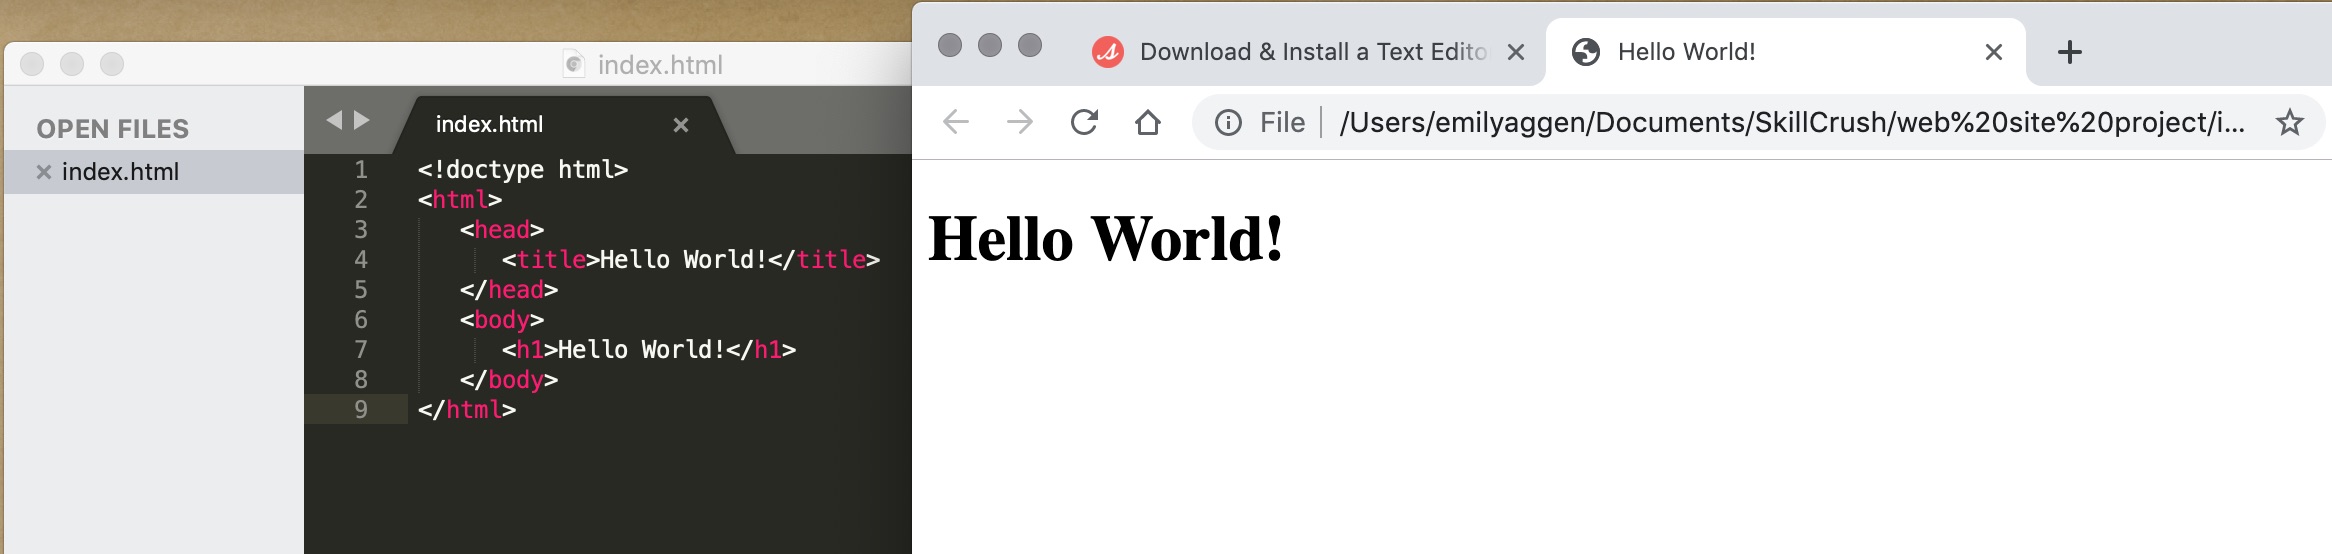 index.html
OPEN FILES
index.html
index.html
1 <!doctype html>
2 <html>
3 <head>
4 <title>Hello World!</title>
5 </head>
6 <body>
7 <h1>Hello World!</h1>
8 </body>
9 </html>
Download & Install a Text Edito
Hello World!
File /Users/emilyaggen/Documents/SkillCrush/web%20site%20project/i...
Hello World!